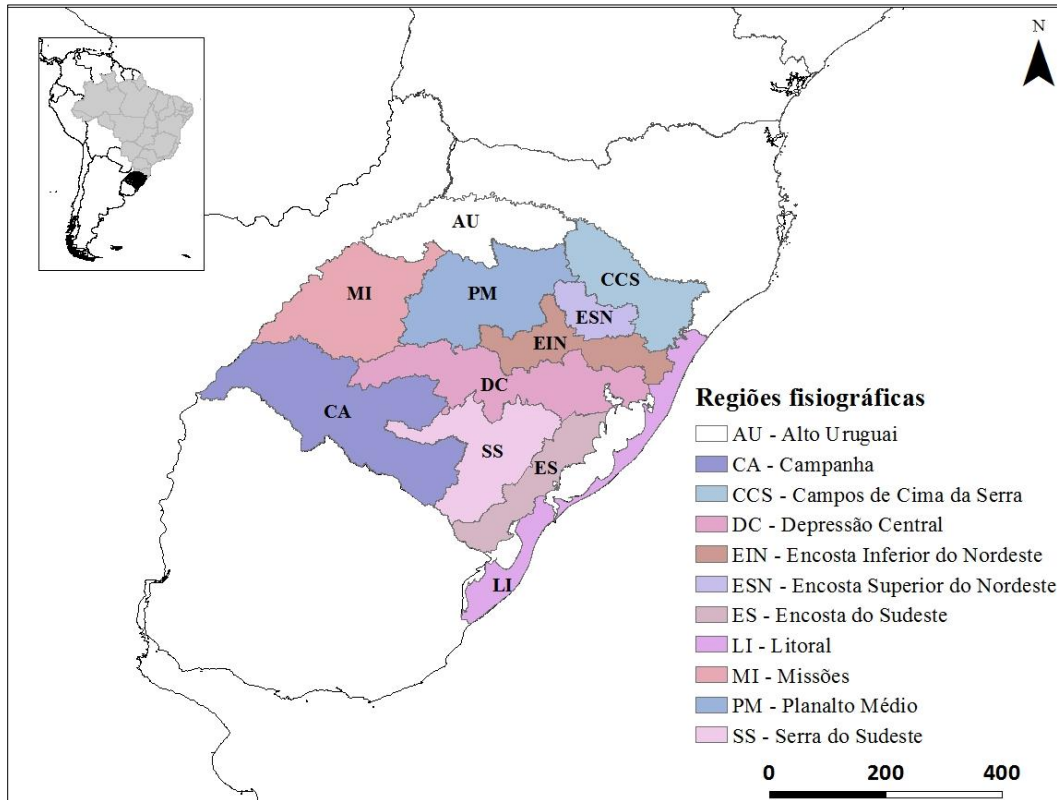 N
AU
MI
PM
CCS
ESN
EIN
DC
CA
SS
ES
LI
Regiões fisiográficas
AU - Alto Uruguai
CA - Campanha
CCS - Campos de Cima da Serra
DC - Depressão Central
EIN - Encosta Inferior do Nordeste
ESN - Encosta Superior do Nordeste
ES - Encosta do Sudeste
LI - Litoral
MI - Missões
PM - Planalto Médio
SS - Serra do Sudeste
0 200 400